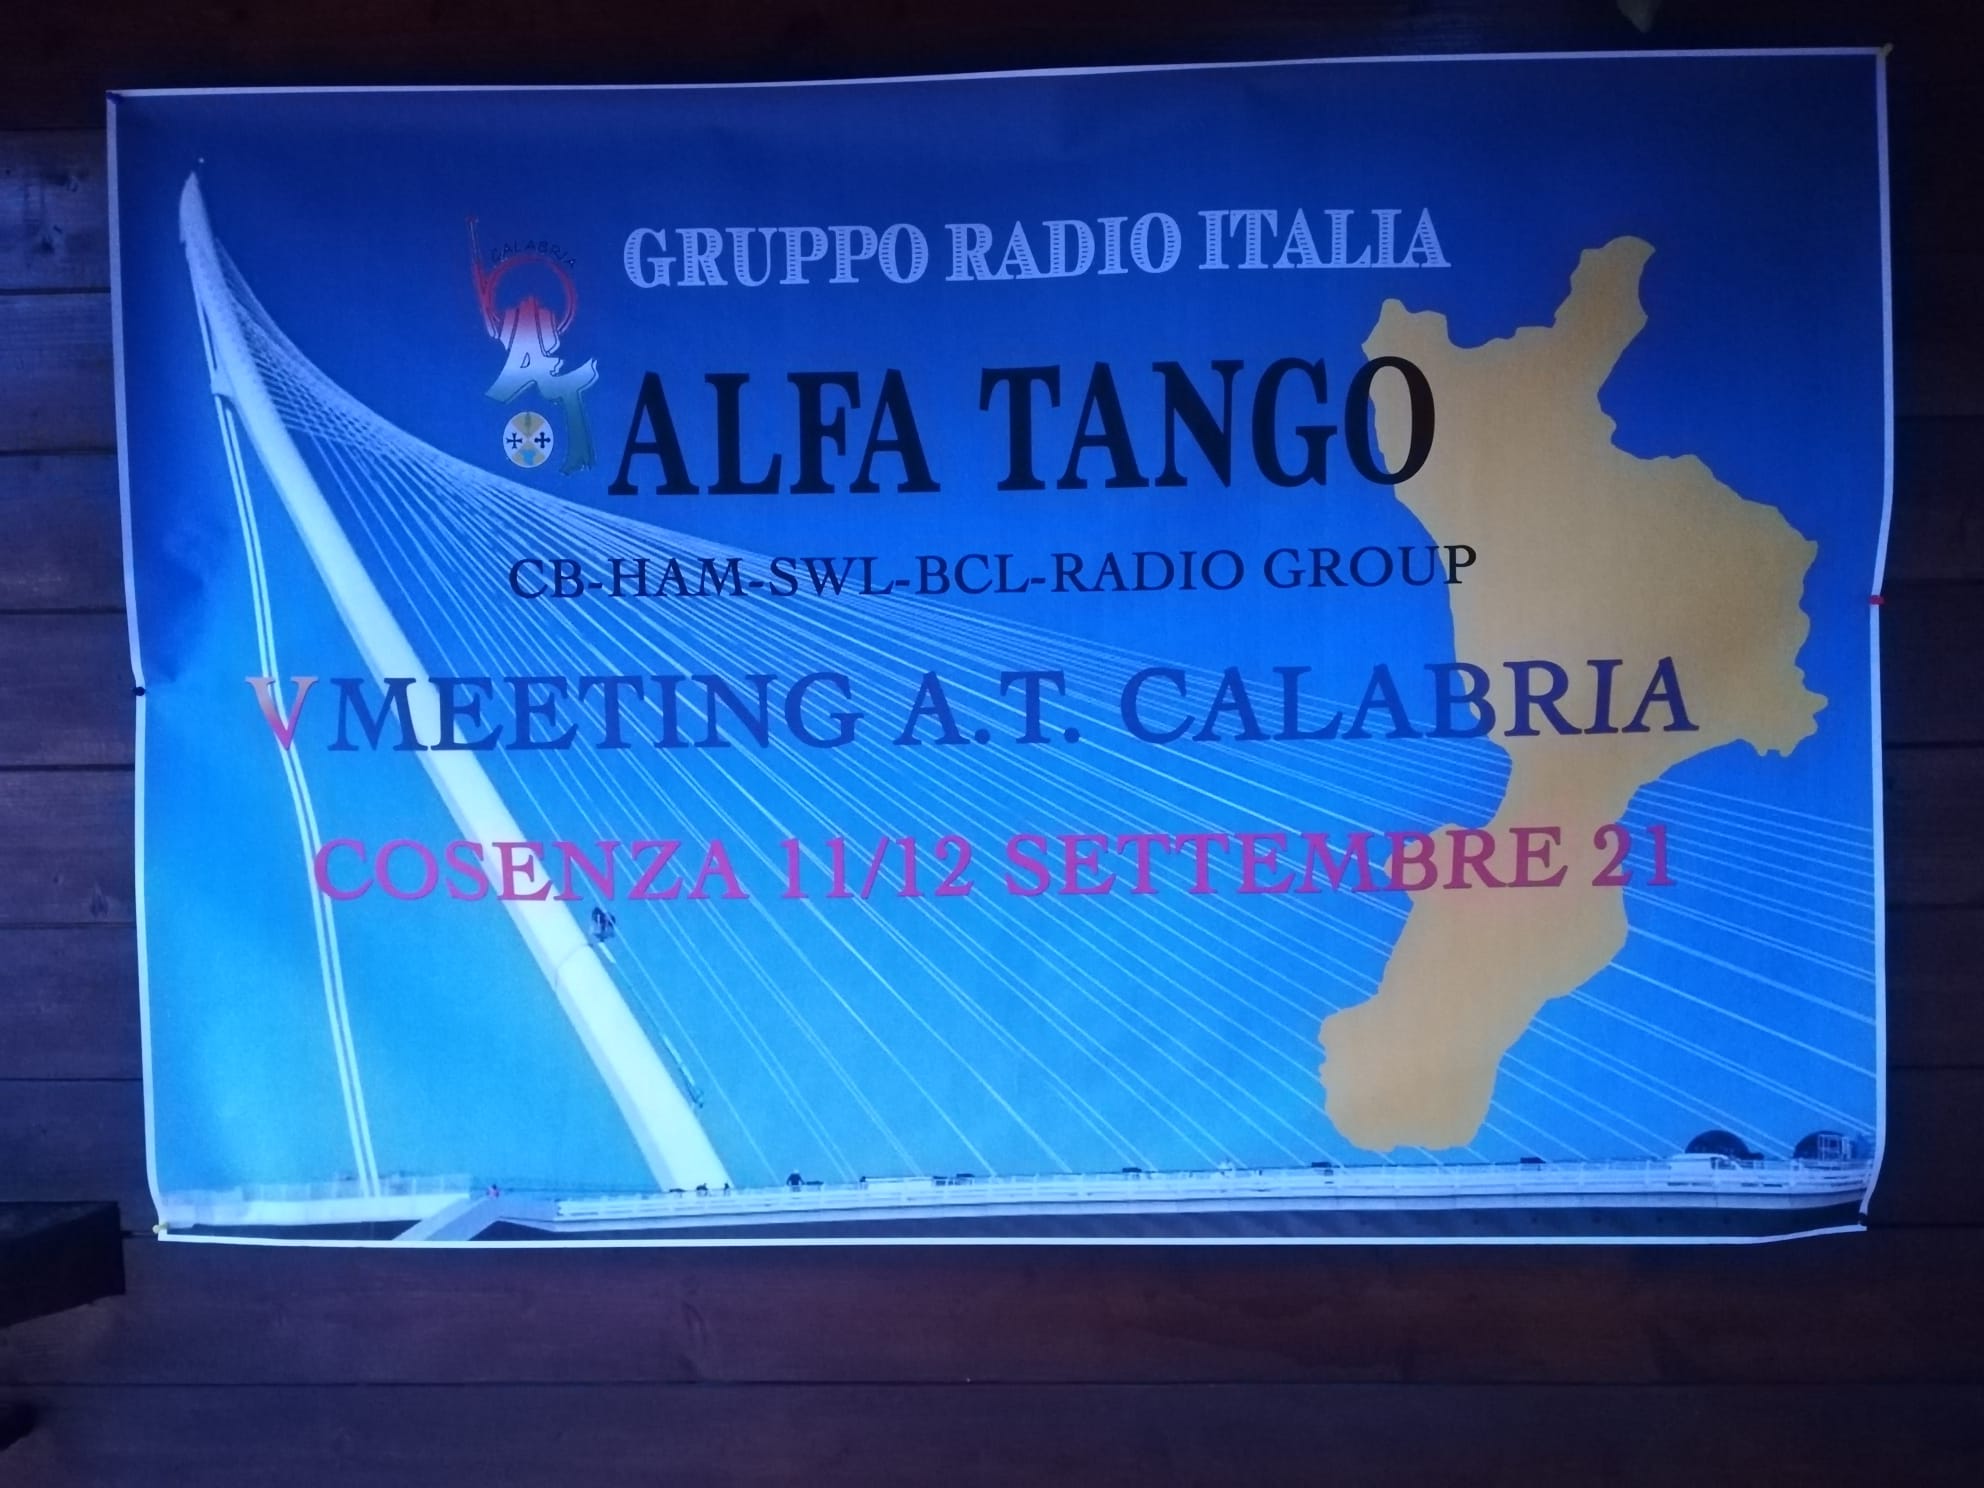 CALABRIA
GRUPPO RADIO ITALIA
A T
ALFA TANGO
CB-HAM-SWL-BCL-RADIO GROUP
V MEETING A.T. CALABRIA
COSENZA 11/12 SETTEMBRE 21